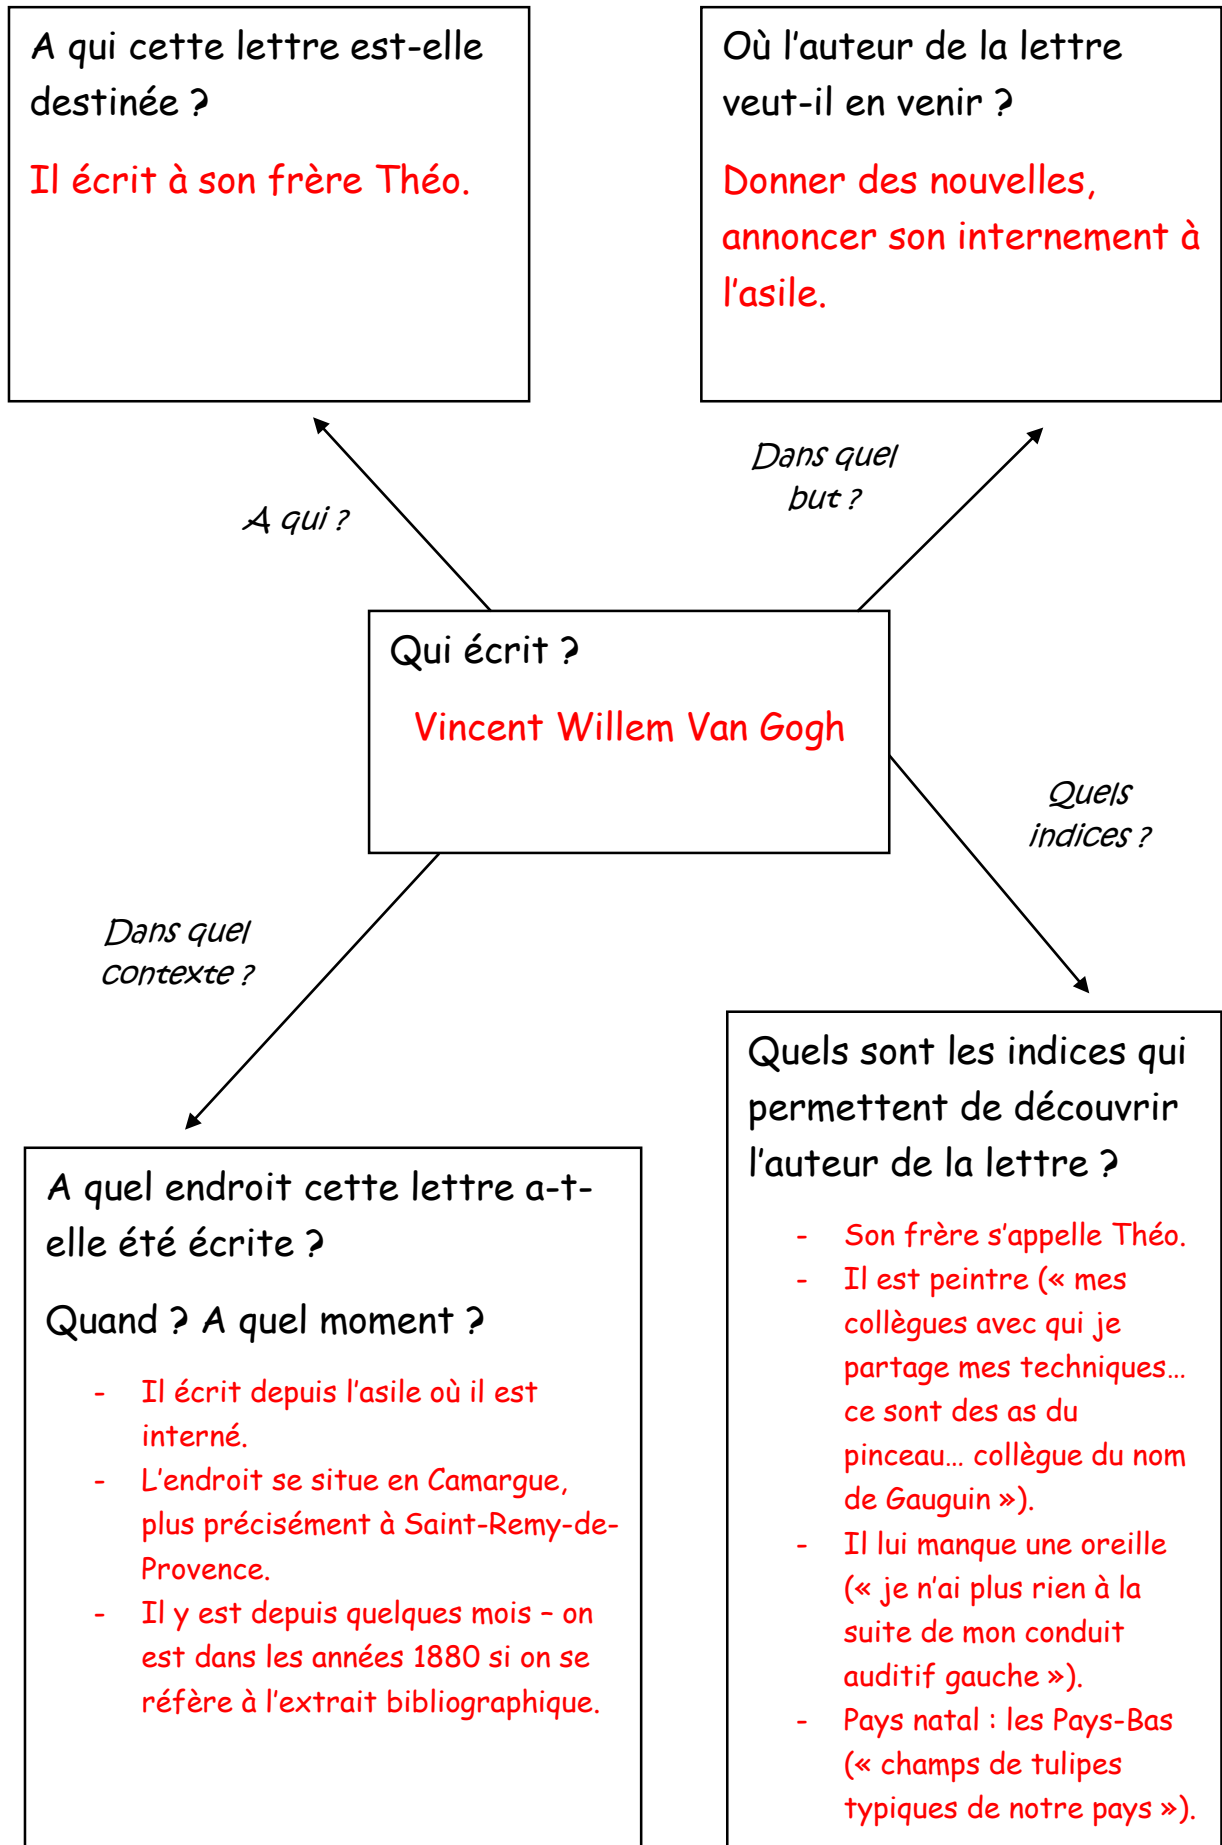 A qui cette lettre est-elle
destinée ?
Il écrit à son frère Théo.
Où l'auteur de la lettre
veut-il en venir ?
Donner des nouvelles,
annoncer son internement à
l'asile.
A qui ?
Dans quel
but ?
Qui écrit ?
Vincent Willem Van Gogh
Quels
indices ?
Dans quel
contexte ?
A quel endroit cette lettre a-t-
elle été écrite ?
Quand ? A quel moment ?
- Il écrit depuis l'asile où il est
interné.
- L'endroit se situe en Camargue,
plus précisément à Saint-Remy-de-
Provence.
- Il y est depuis quelques mois – on
est dans les années 1880 si on se
réfère à l'extrait bibliographique.
Quels sont les indices qui
permettent de découvrir
l'auteur de la lettre ?
- Son frère s'appelle Théo.
- Il est peintre (« mes
collègues avec qui je
partage mes techniques…
ce sont des as du
pinceau… collègue du nom
de Gauguin »).
- Il lui manque une oreille
(« je n'ai plus rien à la
suite de mon conduit
auditif gauche »).
- Pays natal : les Pays-Bas
(« champs de tulipes
typiques de notre pays »).